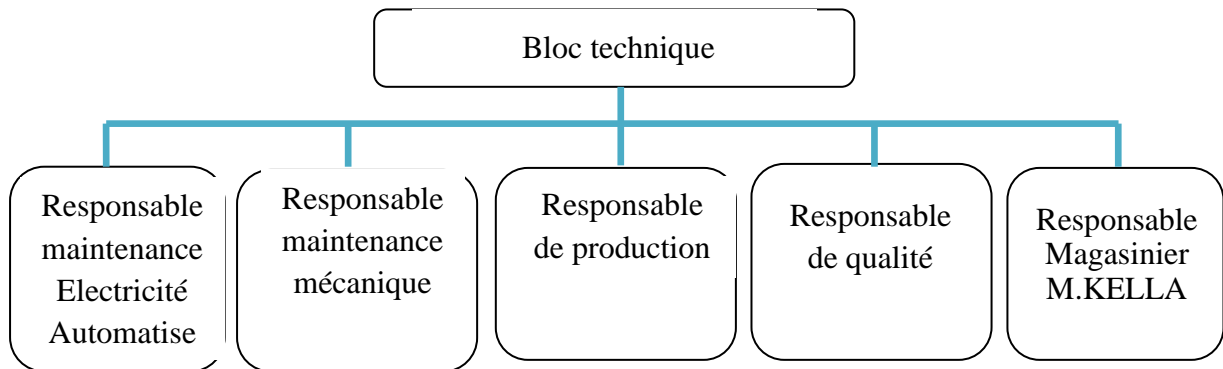 Bloc technique
Responsable
maintenance
Electricité
Automatise
Responsable
maintenance
mécanique
Responsable
de production
Responsable
de qualité
Responsable
Magasinier
M.KELLA